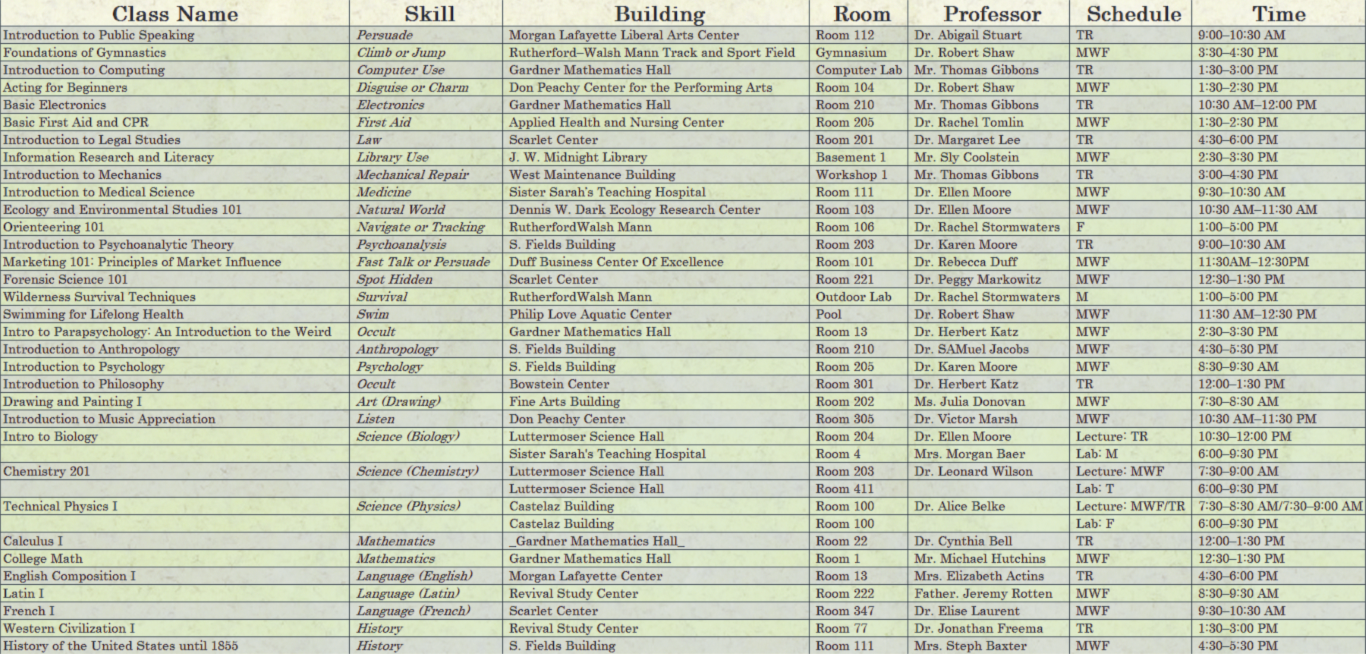 Class Name Skill Building Room Professor Schedule Time
Introduction to Public Speaking Persuade Morgan Lafayette Liberal Arts Center Room 112 Dr. Abigail Stuart TR 9:00–10:30 AM
Foundations of Gymnastics Climb or Jump Rutherford–Walsh Mann Track and Sport Field Gymnasium Dr. Robert Shaw MWF 3:30–4:30 PM
Introduction to Computing Computer Use Gardner Mathematics Hall Computer Lab Mr. Thomas Gibbons TR 1:30–3:00 PM
Acting for Beginners Disguise or Charm Don Peachy Center for the Performing Arts Room 104 Dr. Robert Shaw MWF 1:30–2:30 PM
Basic Electronics Electronics Gardner Mathematics Hall Room 210 Mr. Thomas Gibbons TR 10:30 AM–12:00 PM
Basic First Aid and CPR First Aid Applied Health and Nursing Center Room 205 Dr. Rachel Tomlin MWF 1:30–2:30 PM
Introduction to Legal Studies Law Scarlet Center Room 201 Dr. Margaret Lee TR 4:30–6:00 PM
Information Research and Literacy Library Use J. W. Midnight Library Basement 1 Mr. Sly Coolstein MWF 2:30–3:30 PM
Introduction to Mechanics Mechanical Repair West Maintenance Building Workshop 1 Mr. Thomas Gibbons TR 3:00–4:30 PM
Introduction to Medical Science Medicine Sister Sarah's Teaching Hospital Room 111 Dr. Ellen Moore MWF 9:30–10:30 AM
Ecology and Environmental Studies 101 Natural World Dennis W. Dark Ecology Research Center Room 103 Dr. Ellen Moore MWF 10:30 AM–11:30 AM
Orienteering 101 Navigate or Tracking RutherfordWalsh Mann Room 106 Dr. Rachel Stormwaters F 1:00–5:00 PM
Introduction to Psychoanalytic Theory Psychoanalysis S. Fields Building Room 203 Dr. Karen Moore TR 9:00–10:30 AM
Marketing 101: Principles of Market Influence Fast Talk or Persuade Duff Business Center Of Excellence Room 101 Dr. Rebecca Duff MWF 11:30AM–12:30PM
Forensic Science 101 Spot Hidden Scarlet Center Room 221 Dr. Peggy Markowitz MWF 12:30–1:30 PM
Wilderness Survival Techniques Survival RutherfordWalsh Mann Outdoor Lab Dr. Rachel Stormwaters M 1:00–5:00 PM
Swimming for Lifelong Health Swim Philip Love Aquatic Center Pool Dr. Robert Shaw MWF 11:30 AM–12:30 PM
Intro to Parapsychology: An Introduction to the Weird Occult Gardner Mathematics Hall Room 13 Dr. Herbert Katz MWF 2:30–3:30 PM
Introduction to Anthropology Anthropology S. Fields Building Room 210 Dr. SAMuel Jacobs MWF 4:30–5:30 PM
Introduction to Psychology Psychology S. Fields Building Room 205 Dr. Karen Moore MWF 8:30–9:30 AM
Introduction to Philosophy Occult Bowstein Center Room 301 Dr. Herbert Katz TR 12:00–1:30 PM
Drawing and Painting I Art (Drawing) Fine Arts Building Room 202 Ms. Julia Donovan MWF 7:30–8:30 AM
Introduction to Music Appreciation Listen Don Peachy Center Room 305 Dr. Victor Marsh MWF 10:30 AM–11:30 PM
Intro to Biology Science (Biology) Luttermoser Science Hall Room 204 Dr. Ellen Moore Lecture: TR 10:30–12:00 PM
Sister Sarah's Teaching Hospital Room 4 Mrs. Morgan Baer Lab: M 6:00–9:30 PM
Chemistry 201 Science (Chemistry) Luttermoser Science Hall Room 203 Dr. Leonard Wilson Lecture: MWF 7:30–9:00 AM
Luttermoser Science Hall Room 411 Lab: T 6:00–9:30 PM
Technical Physics I Science (Physics) Castelaz Building Room 100 Dr. Alice Belke Lecture: MWF/TR 7:30–8:30 AM/7:30–9:00 AM
Castelaz Building Room 100 Lab: F 6:00–9:30 PM
Calculus I Mathematics _Gardner Mathematics Hall_ Room 22 Dr. Cynthia Bell TR 12:00–1:30 PM
College Math Mathematics Gardner Mathematics Hall Room 1 Mr. Michael Hutchins MWF 12:30–1:30 PM
English Composition I Language (English) Morgan Lafayette Center Room 13 Mrs. Elizabeth Actins TR 4:30–6:00 PM
Latin I Language (Latin) Revival Study Center Room 222 Father. Jeremy Rotten MWF 8:30–9:30 AM
French I Language (French) Scarlet Center Room 347 Dr. Elise Laurent MWF 9:30–10:30 AM
Western Civilization I History Revival Study Center Room 77 Dr. Jonathan Freema TR 1:30–3:00 PM
History of the United States until 1855 History S. Fields Building Room 111 Mrs. Steph Baxter MWF 4:30–5:30 PM